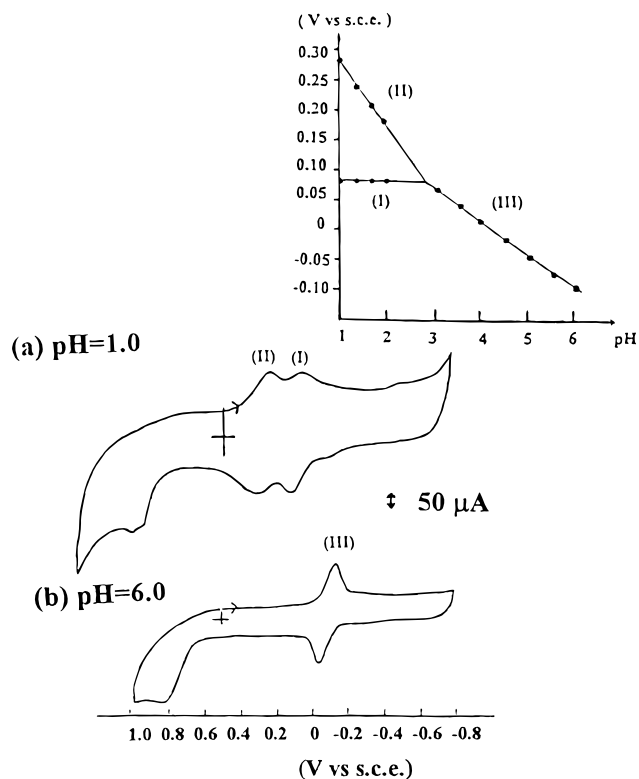 (V vs s.c.e.)
0.30
0.25
0.20
0.15
0.10
0.05
0
-0.05
-0.10
(II)
(I)
(III)
1 2 3 4 5 6 pH
(a) pH=1.0
(II) (I)
50 µA
(III)
(b) pH=6.0
1.0 0.8 0.6 0.4 0.2 0 -0.2 -0.4 -0.6 -0.8
(V vs s.c.e.)